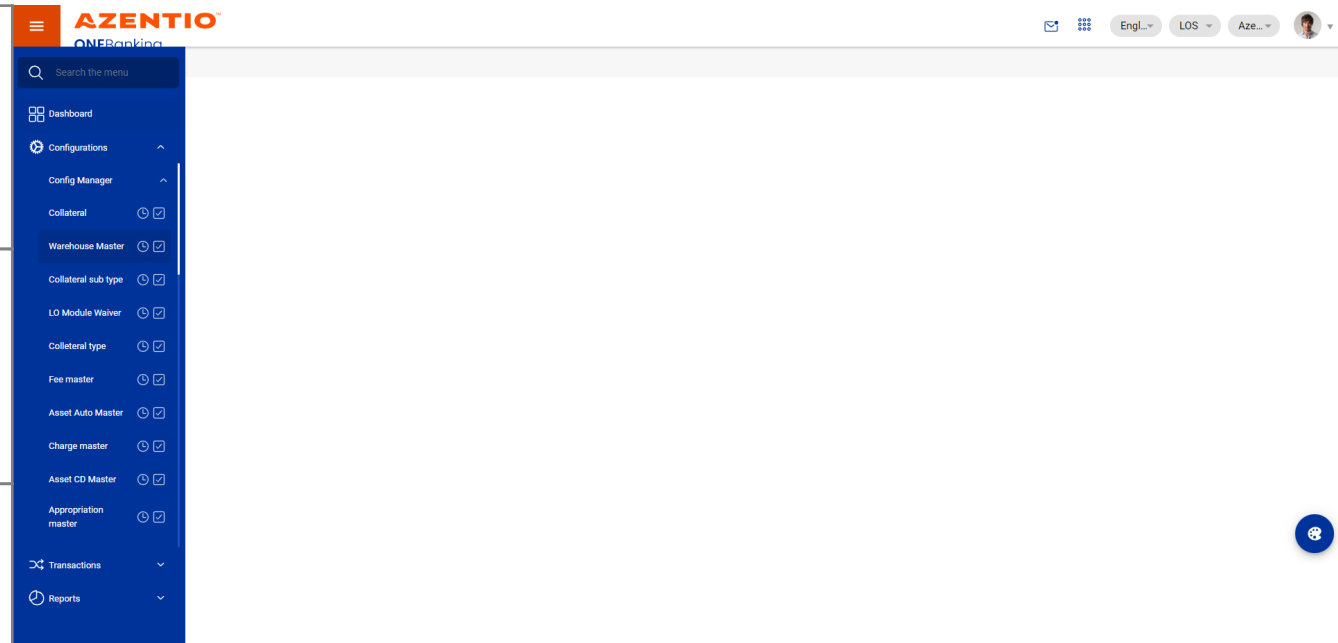 AZENTIO
ONEBanking
Engl...
LOS
Aze...
Search the menu
Dashboard
Configurations
Config Manager
Collateral
Warehouse Master
Collateral sub type
LO Module Waiver
Colleteral type
Fee master
Asset Auto Master
Charge master
Asset CD Master
Appropriation
master
Transactions
Reports